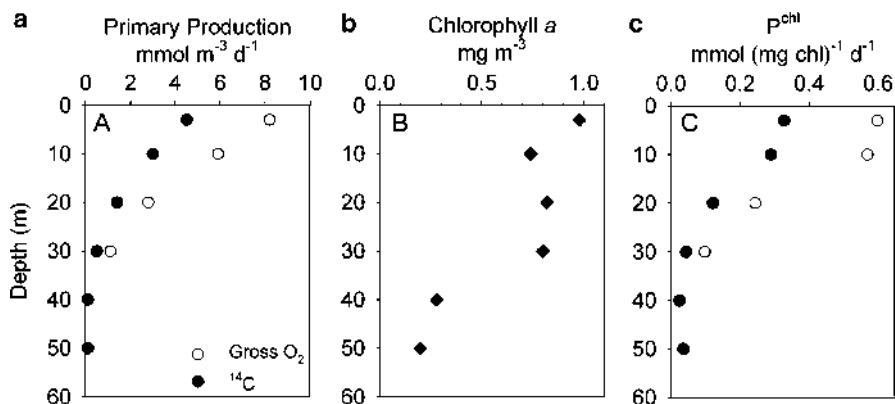 a
Primary Production
mmol m⁻³ d⁻¹
0 2 4 6 8 10
0
10
20
30
40
50
60
Depth (m)
A
Gross O₂
¹⁴C
b
Chlorophyll a
mg m⁻³
0.0 0.5 1.0
0
10
20
30
40
50
60
B
c
Pᶜʰˡ
mmol (mg chl)⁻¹ d⁻¹
0.0 0.2 0.4 0.6
0
10
20
30
40
50
60
C